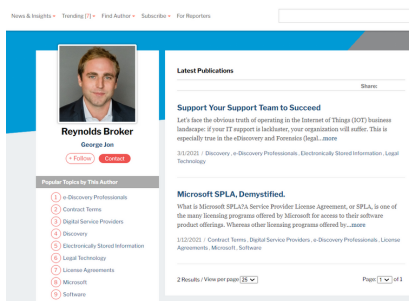 News & Insights Trending [7] Find Author Subscribe For Reporters
Reynolds Broker
George Jon
+ Follow Contact
Popular Topics by This Author
1 e-Discovery Professionals
2 Contract Terms
3 Digital Service Providers
4 Discovery
5 Electronically Stored Information
6 Legal Technology
7 License Agreements
8 Microsoft
9 Software
Latest Publications
Share:
Support Your Support Team to Succeed
Let's face the obvious truth of operating in the Internet of Things (IOT) business
landscape: if your IT support is lackluster, your organization will suffer. This is
especially true in the eDiscovery and Forensics (legal...more
3/1/2021 / Discovery , e-Discovery Professionals , Electronically Stored Information , Legal
Technology
Microsoft SPLA, Demystified.
What is Microsoft SPLA?A Service Provider License Agreement, or SPLA, is one of
the many licensing programs offered by Microsoft for access to their software
product offerings. Whereas other licensing programs offered by...more
1/12/2021 / Contract Terms , Digital Service Providers , e-Discovery Professionals , License
Agreements , Microsoft , Software
2 Results / View per page 25 Page: 1 of 1